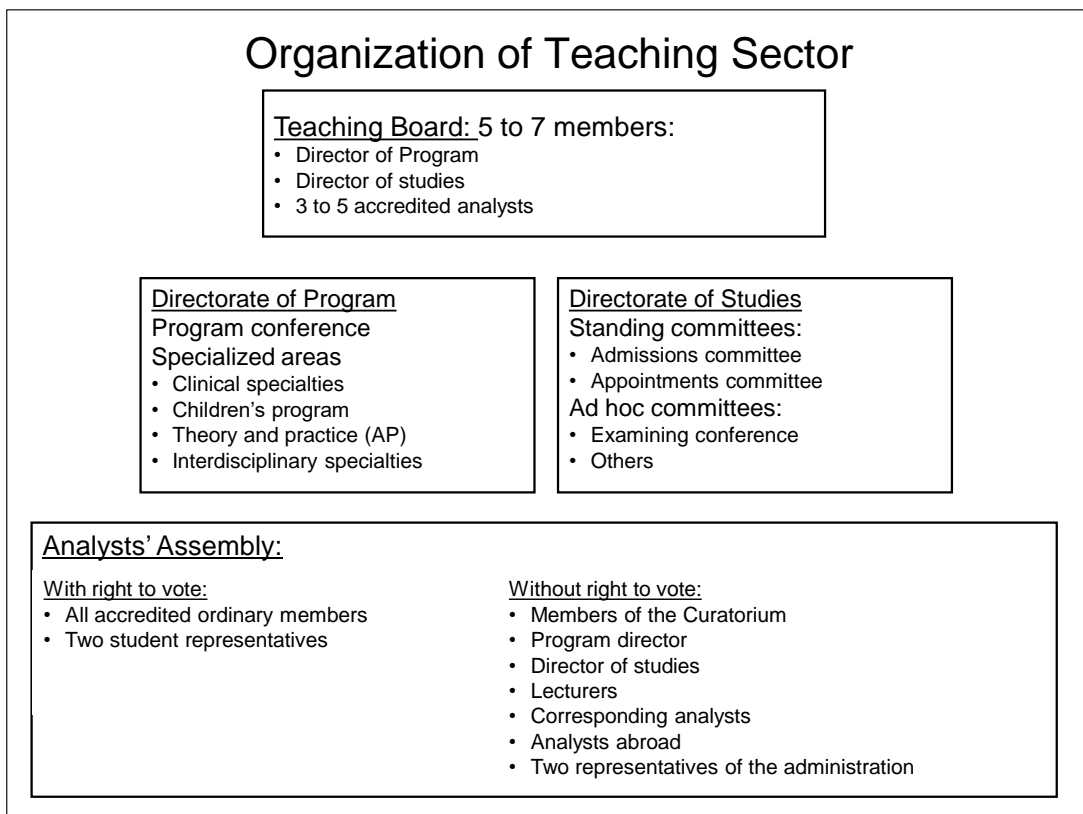 Organization of Teaching Sector
Teaching Board: 5 to 7 members:
• Director of Program
• Director of studies
• 3 to 5 accredited analysts
Directorate of Program
Program conference
Specialized areas
• Clinical specialties
• Children’s program
• Theory and practice (AP)
• Interdisciplinary specialties
Directorate of Studies
Standing committees:
• Admissions committee
• Appointments committee
Ad hoc committees:
• Examining conference
• Others
Analysts’ Assembly:
With right to vote:
• All accredited ordinary members
• Two student representatives
Without right to vote:
• Members of the Curatorium
• Program director
• Director of studies
• Lecturers
• Corresponding analysts
• Analysts abroad
• Two representatives of the administration